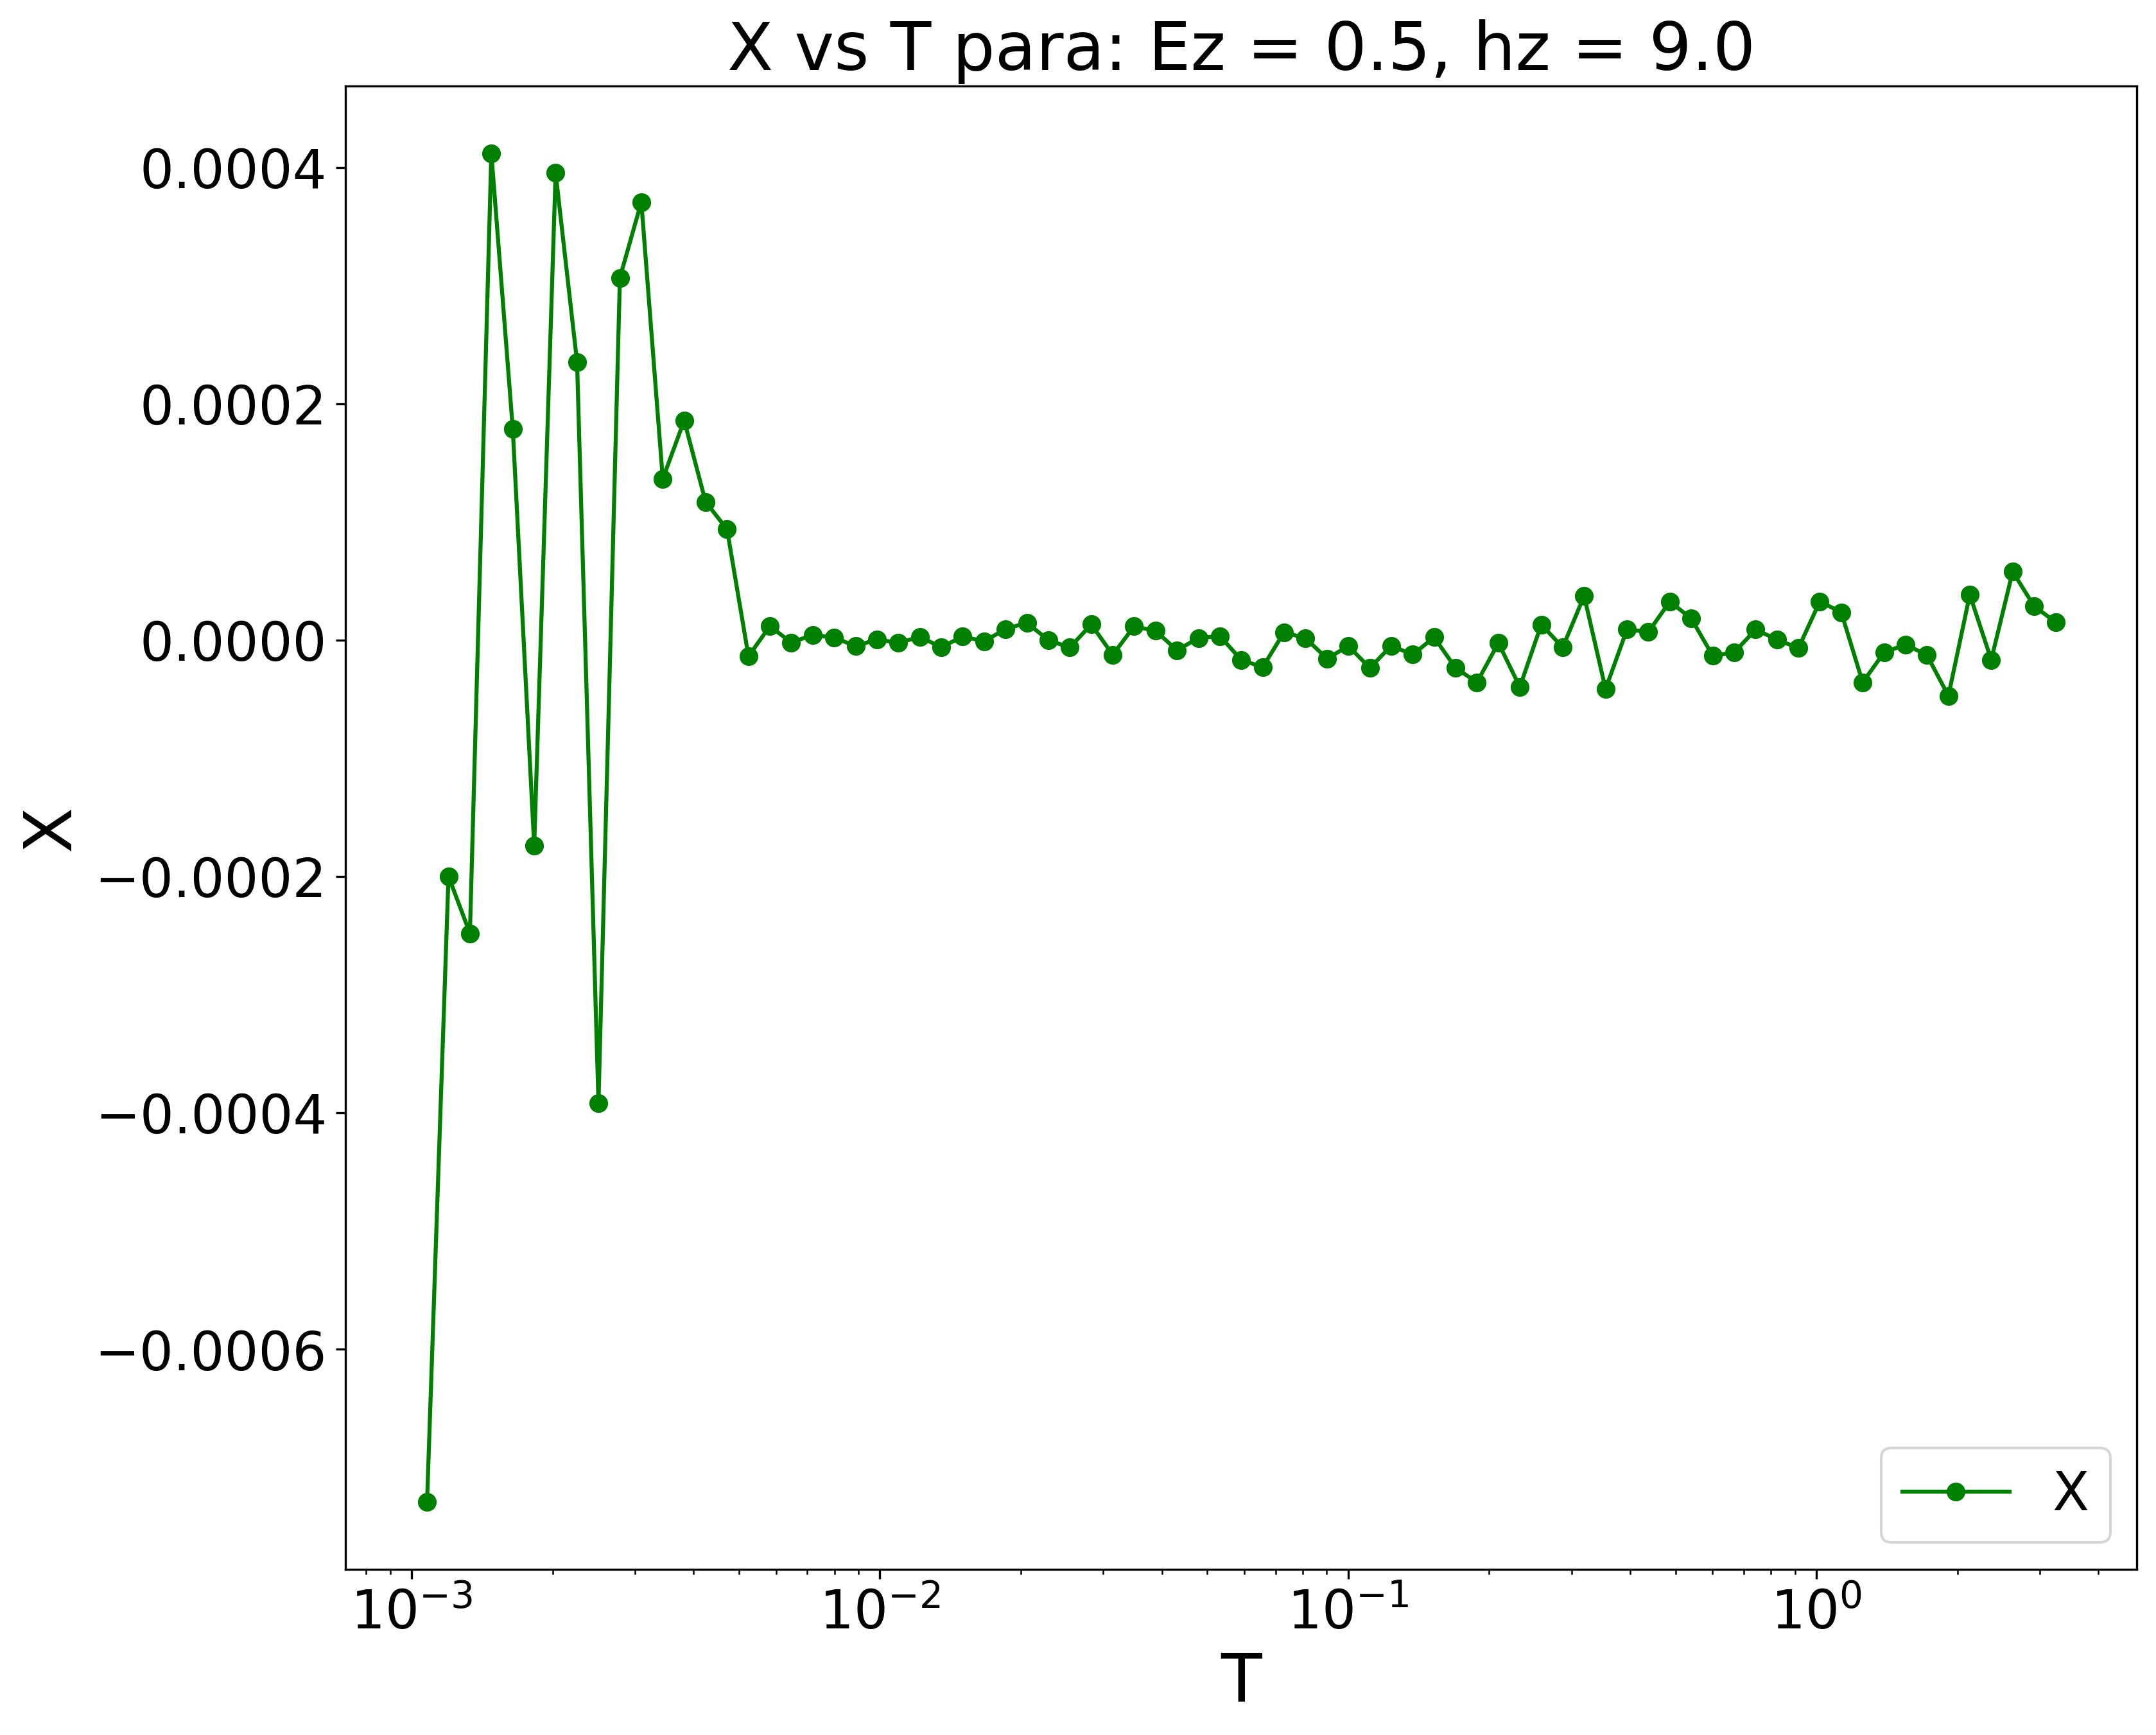 X vs T para: Ez = 0.5, hz = 9.0
0.0004
0.0002
0.0000
−0.0002
−0.0004
−0.0006
X
X
10⁻³ 10⁻² 10⁻¹ 10⁰
T